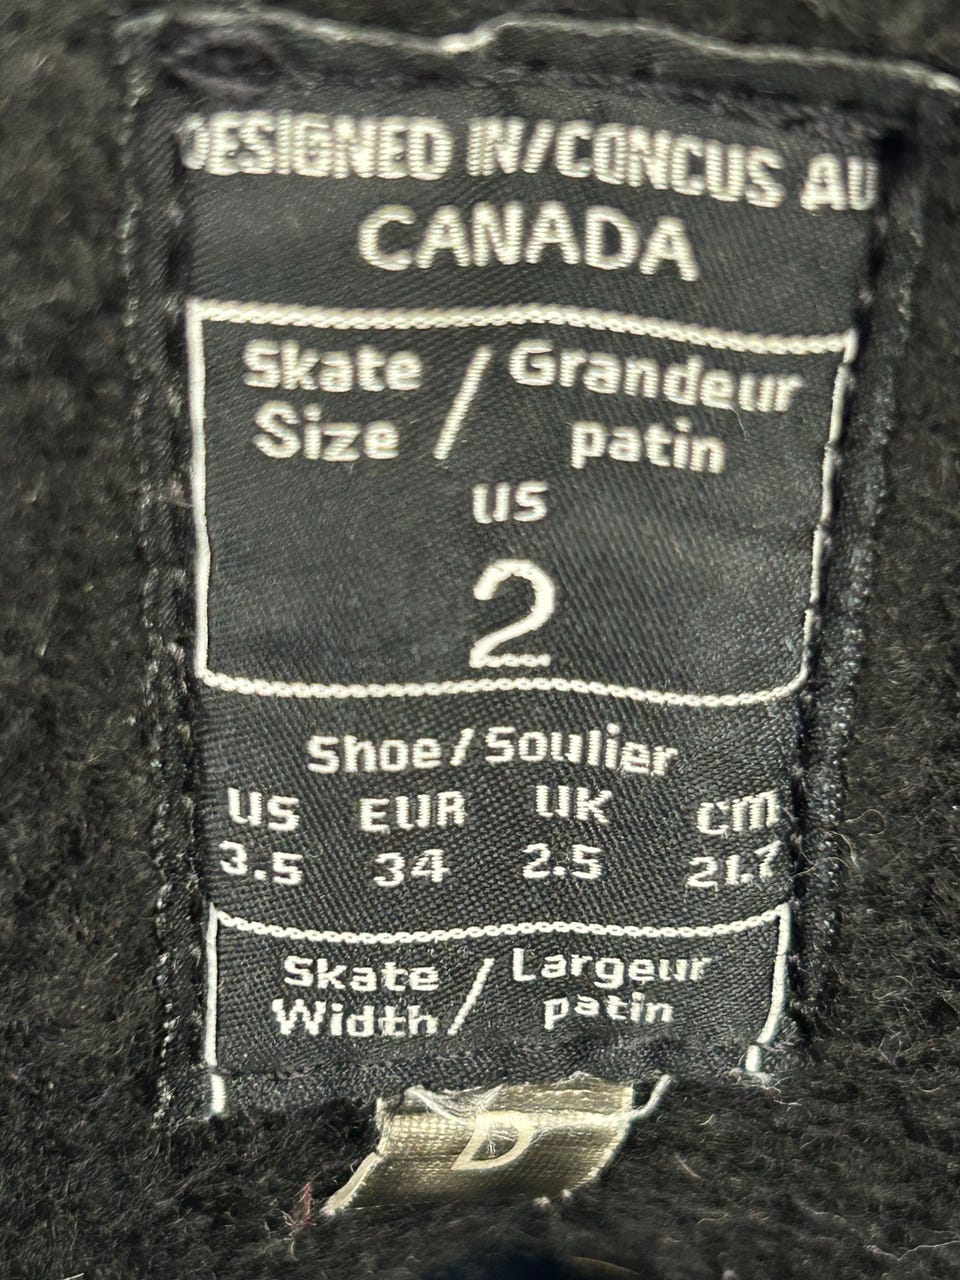 DESIGNED IN/CONCUS AU
CANADA
Skate Size / Grandeur patin
US
2
Shoe/Soulier
US EUR UK cm
3.5 34 2.5 21.7
Skate Width / Largeur patin
D